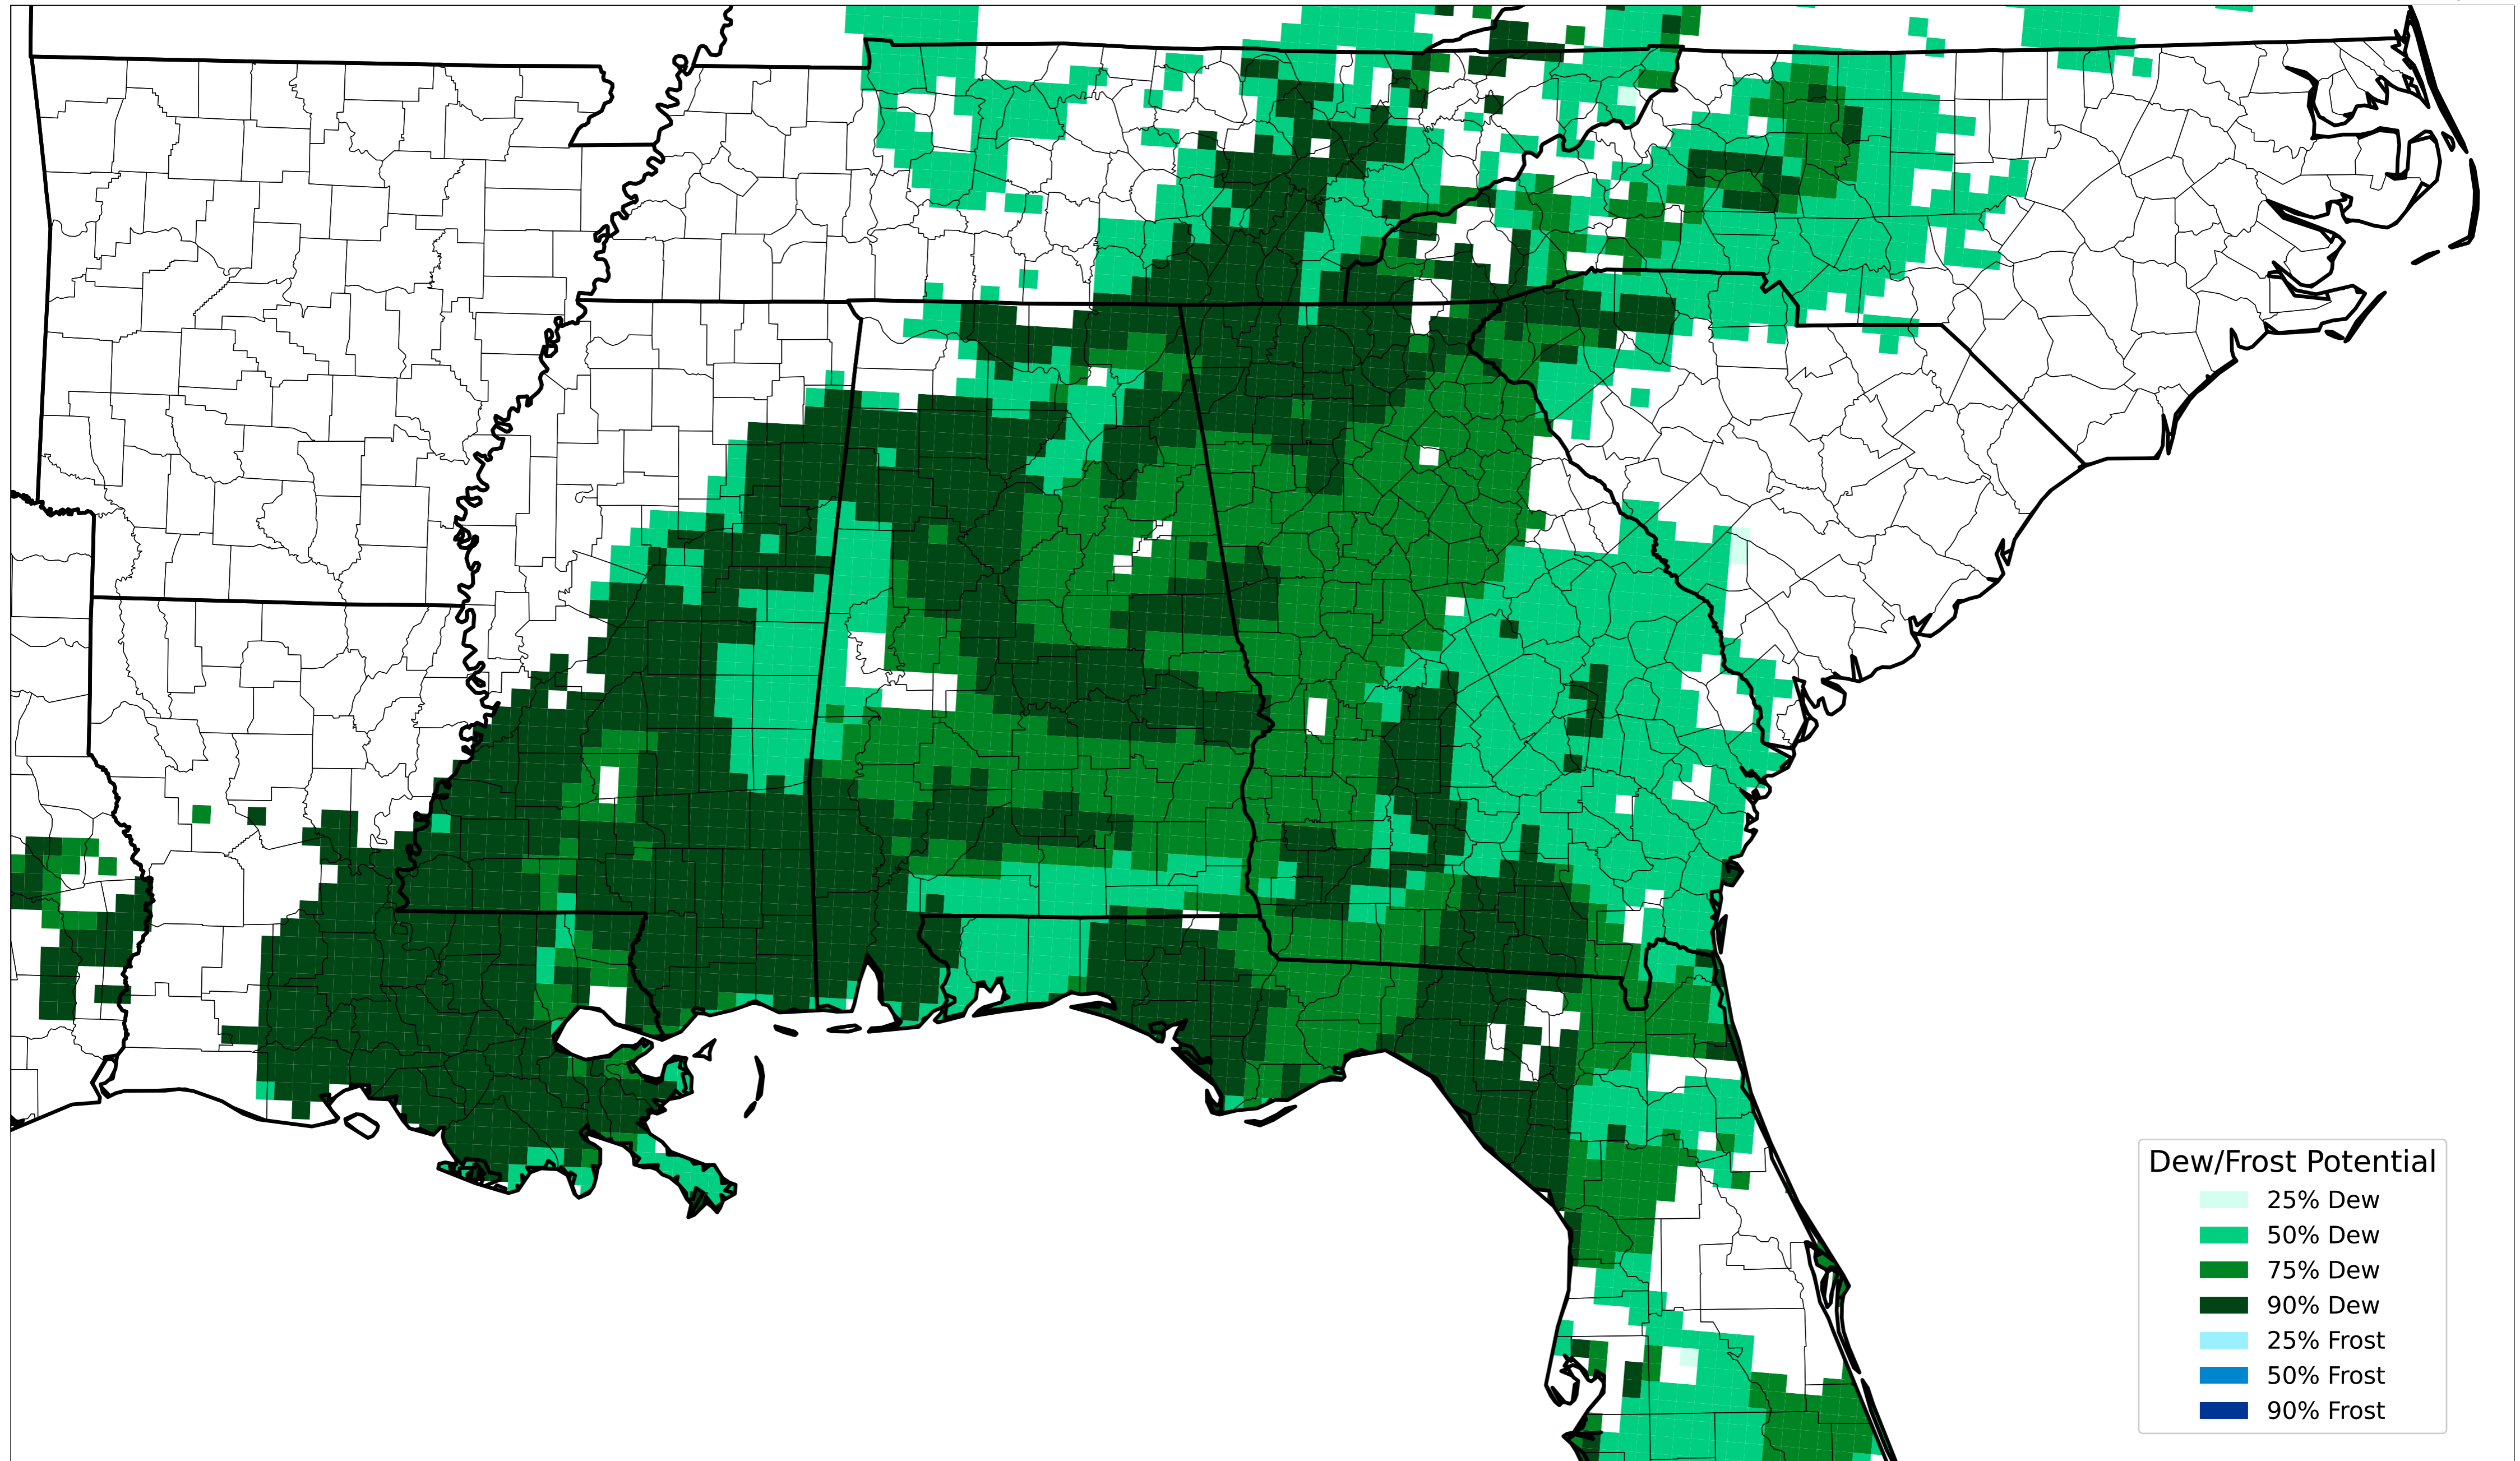 Dew/Frost Potential
25% Dew
50% Dew
75% Dew
90% Dew
25% Frost
50% Frost
90% Frost